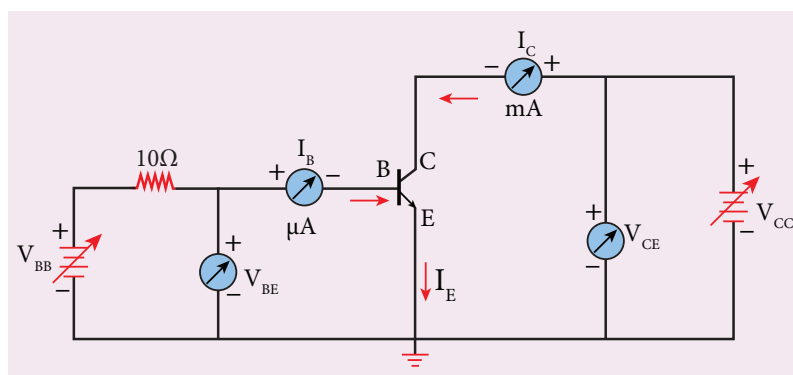 I_C
− +
mA
10Ω
I_B
+ −
μA
B
C
E
V_BB
+
−
V_BE
+
−
I_E
V_CE
+
−
V_CC
+
−